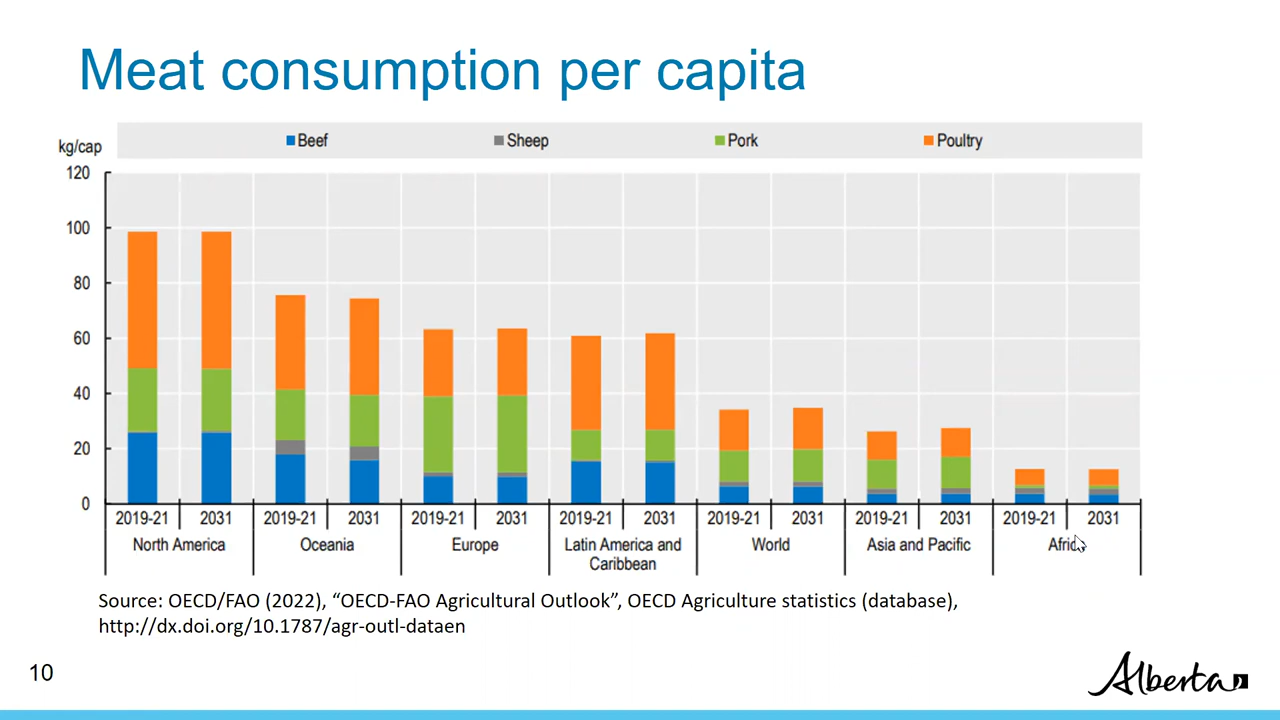 Meat consumption per capita
kg/cap
Beef Sheep Pork Poultry
120
100
80
60
40
20
0
2019-21 2031 2019-21 2031 2019-21 2031 2019-21 2031 2019-21 2031 2019-21 2031 2019-21 2031
North America Oceania Europe Latin America and World Asia and Pacific Africa
Caribbean
Source: OECD/FAO (2022), “OECD-FAO Agricultural Outlook”, OECD Agriculture statistics (database),
http://dx.doi.org/10.1787/agr-outl-dataen
10
Alberta